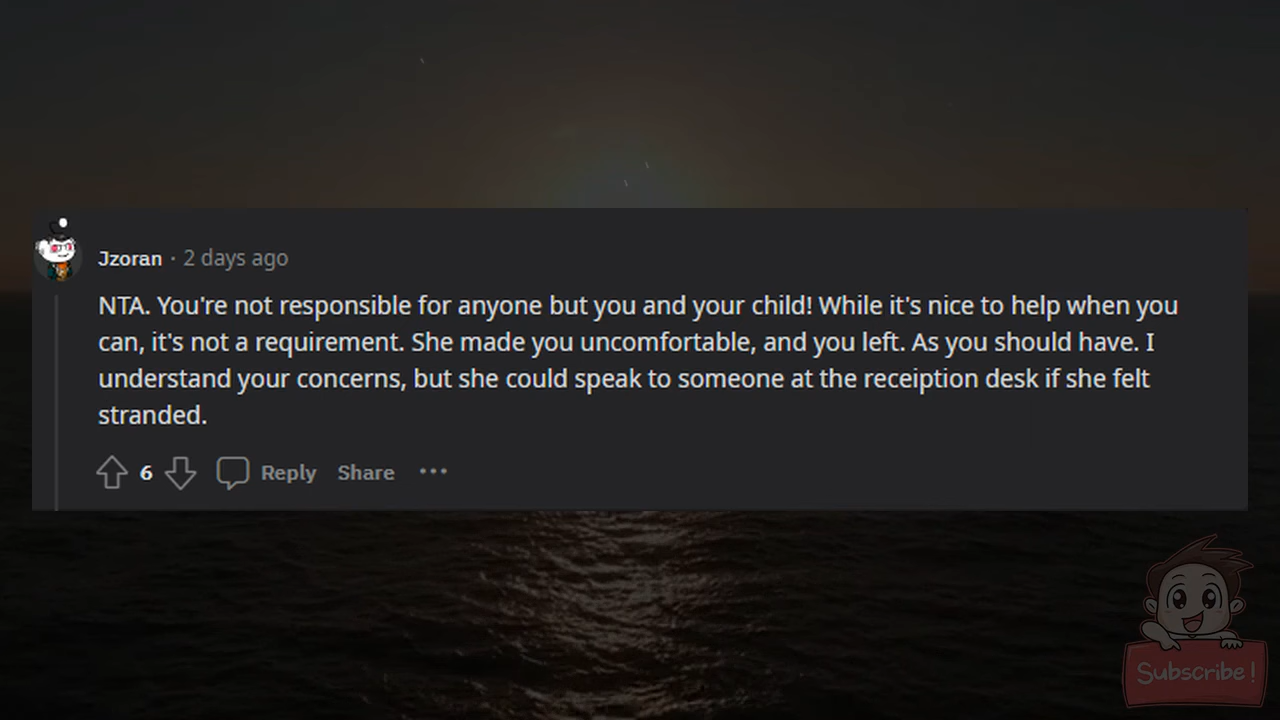 Jzoran · 2 days ago
NTA. You're not responsible for anyone but you and your child! While it's nice to help when you
can, it's not a requirement. She made you uncomfortable, and you left. As you should have. I
understand your concerns, but she could speak to someone at the receiption desk if she felt
stranded.
6 Reply Share ···
Subscribe!